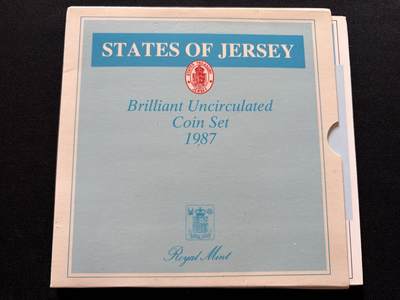 STATES OF JERSEY
Brilliant Uncirculated
Coin Set
1987
Royal Mint